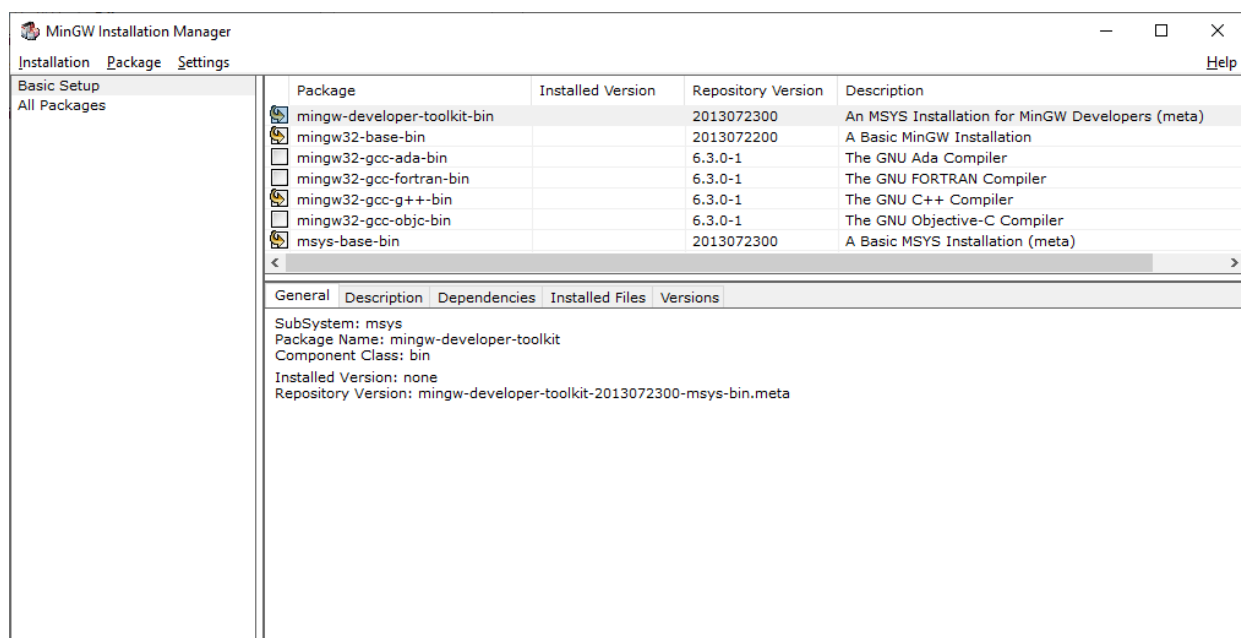 MinGW Installation Manager
Installation Package Settings Help
Basic Setup
All Packages
Package Installed Version Repository Version Description
mingw-developer-toolkit-bin 2013072300 An MSYS Installation for MinGW Developers (meta)
mingw32-base-bin 2013072200 A Basic MinGW Installation
mingw32-gcc-ada-bin 6.3.0-1 The GNU Ada Compiler
mingw32-gcc-fortran-bin 6.3.0-1 The GNU FORTRAN Compiler
mingw32-gcc-g++-bin 6.3.0-1 The GNU C++ Compiler
mingw32-gcc-objc-bin 6.3.0-1 The GNU Objective-C Compiler
msys-base-bin 2013072300 A Basic MSYS Installation (meta)
General Description Dependencies Installed Files Versions
SubSystem: msys
Package Name: mingw-developer-toolkit
Component Class: bin
Installed Version: none
Repository Version: mingw-developer-toolkit-2013072300-msys-bin.meta